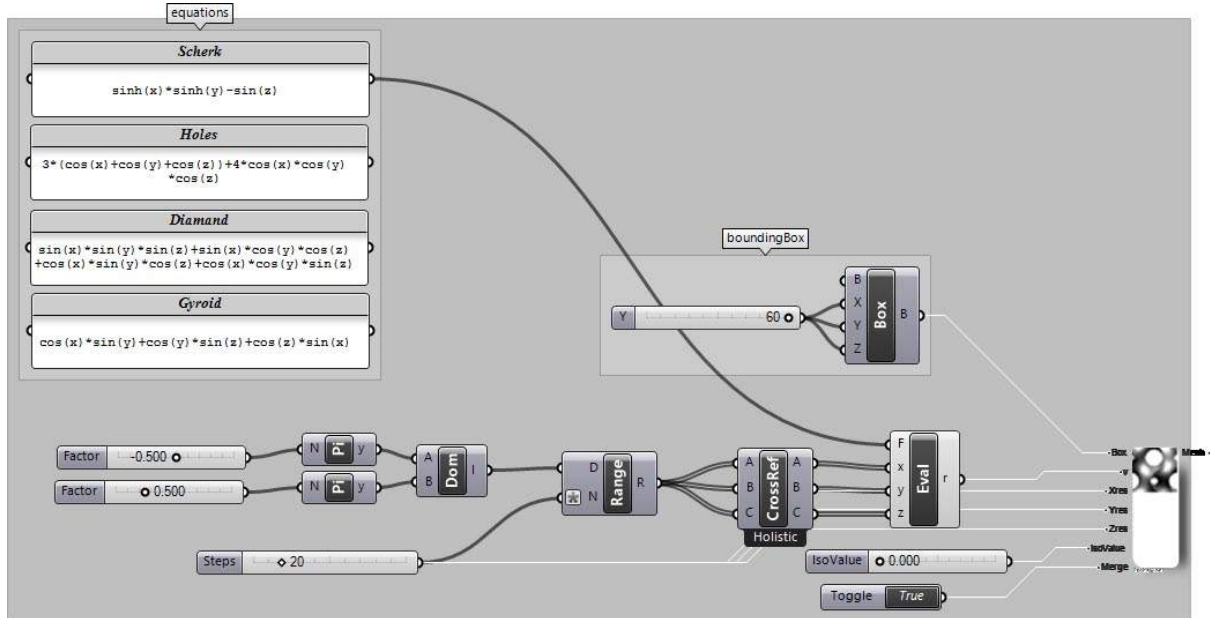 equations
Scherk
sinh(x)*sinh(y)-sin(z)
Holes
3*(cos(x)+cos(y)+cos(z))+4*cos(x)*cos(y)
*cos(z)
Diamand
sin(x)*sin(y)*sin(z)+sin(x)*cos(y)*cos(z)
+cos(x)*sin(y)*cos(z)+cos(x)*cos(y)*sin(z)
Gyroid
cos(x)*sin(y)+cos(y)*sin(z)+cos(z)*sin(x)
boundingBox
Y 60
B X Y Z Box B
Factor -0.500
N Pi y
Factor 0.500
N Pi y
A B Dom I
D N Range R
A B C CrossRef A B C
Holistic
F x y z Eval r
Steps 20
IsoValue 0.000
Toggle True
Box
v
Xres
Yres
Zres
IsoValue
Merge
Mesh